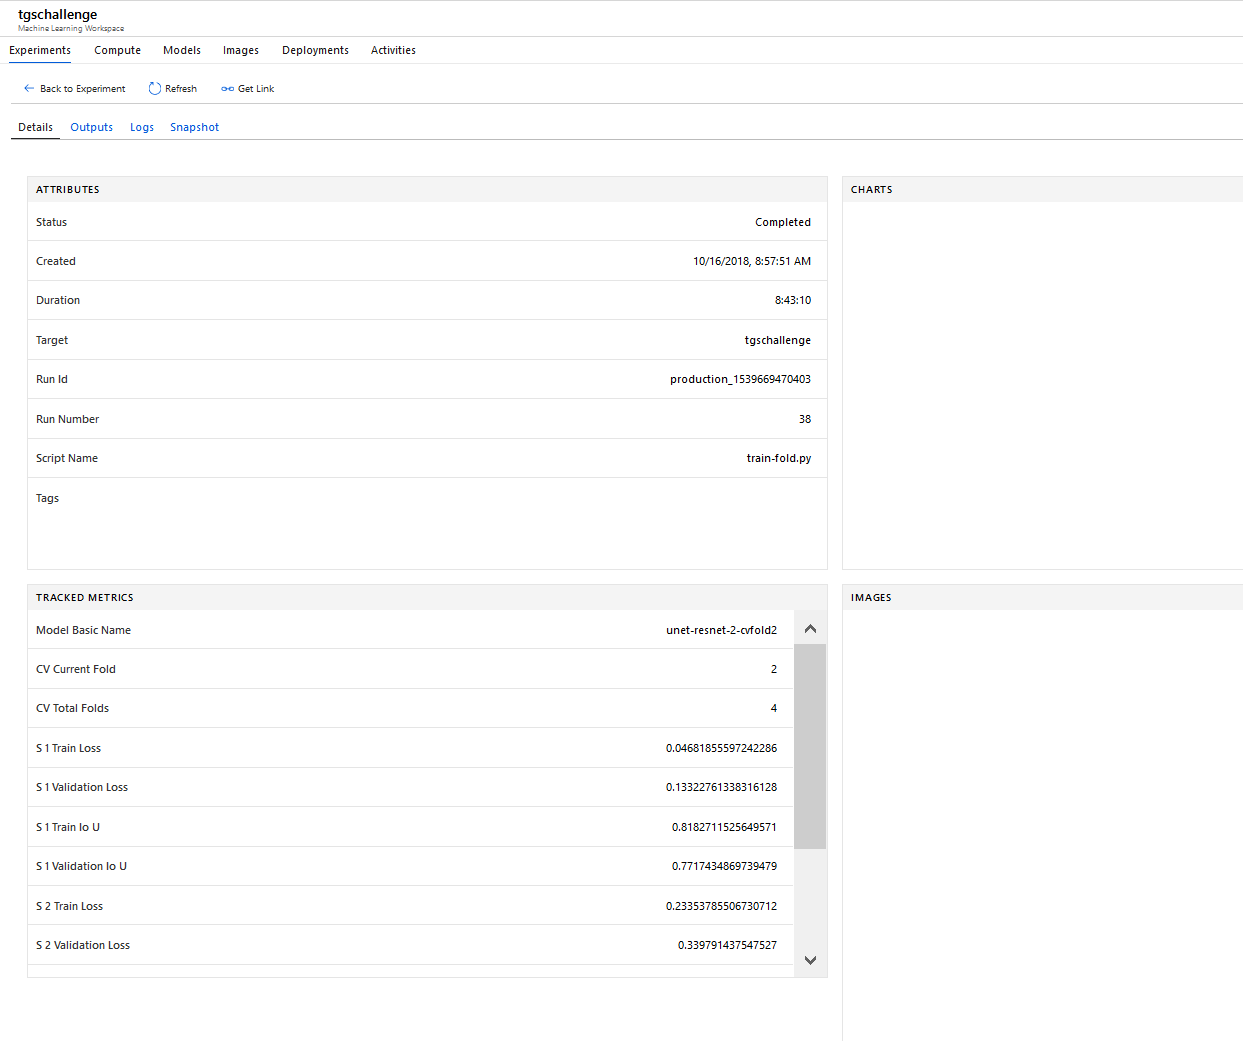 tgschallenge
Machine Learning Workspace
Experiments Compute Models Images Deployments Activities
Back to Experiment Refresh Get Link
Details Outputs Logs Snapshot
ATTRIBUTES
Status Completed
Created 10/16/2018, 8:57:51 AM
Duration 8:43:10
Target tgschallenge
Run Id production_1539669470403
Run Number 38
Script Name train-fold.py
Tags
CHARTS
TRACKED METRICS
Model Basic Name unet-resnet-2-cvfold2
CV Current Fold 2
CV Total Folds 4
S 1 Train Loss 0.04681855597242286
S 1 Validation Loss 0.13322761338316128
S 1 Train Io U 0.8182711525649571
S 1 Validation Io U 0.7717434869739479
S 2 Train Loss 0.23353785506730712
S 2 Validation Loss 0.339791437547527
IMAGES